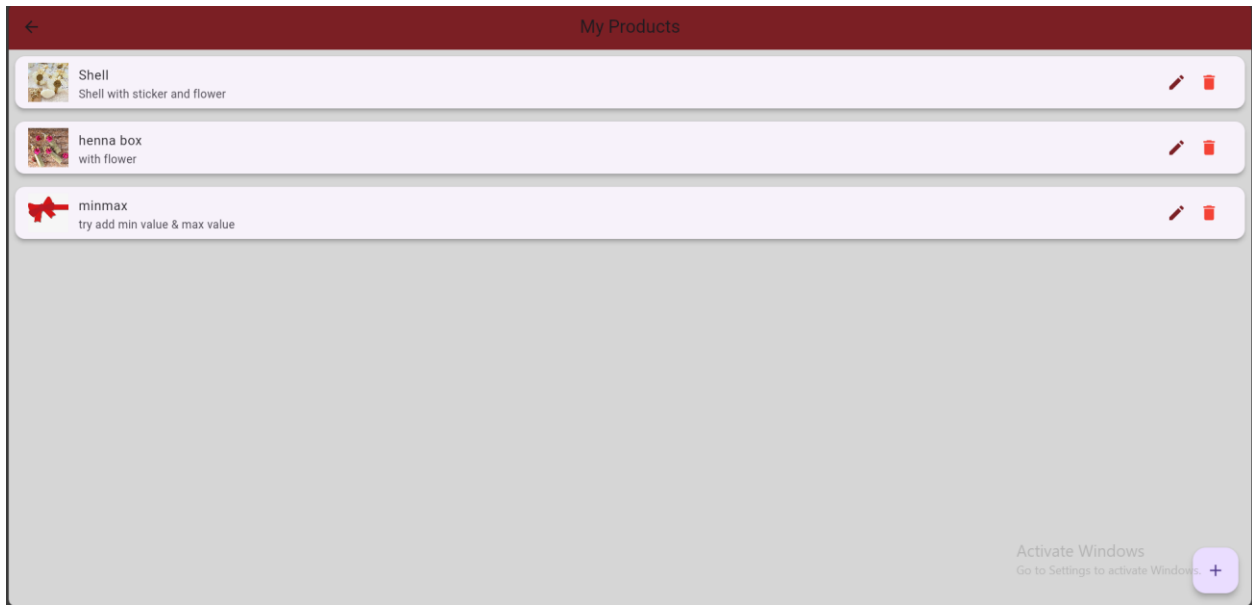 My Products
Shell
Shell with sticker and flower
henna box
with flower
minmax
try add min value & max value
Activate Windows
Go to Settings to activate Windows.